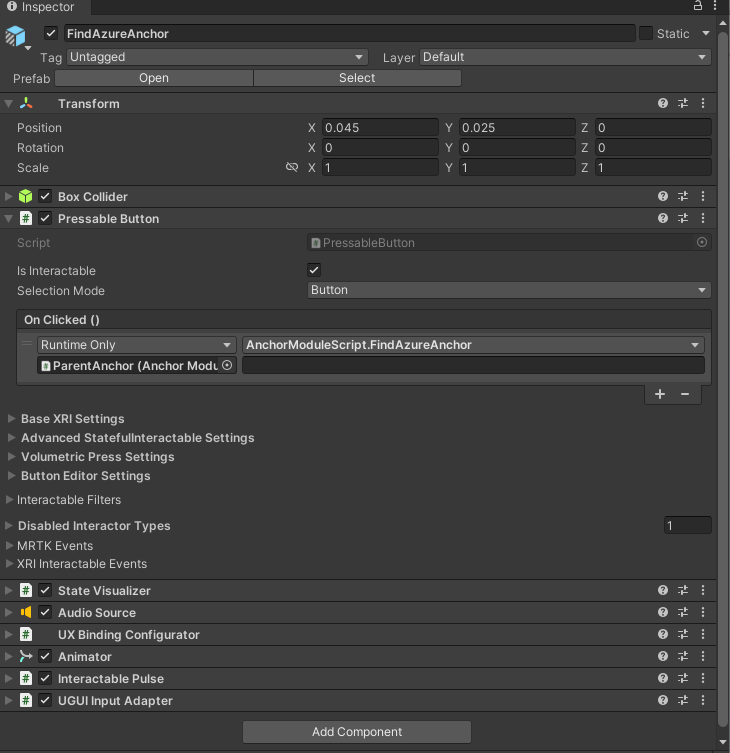 Inspector
FindAzureAnchor Static
Tag Untagged Layer Default
Prefab Open Select
Transform
Position X 0.045 Y 0.025 Z 0
Rotation X 0 Y 0 Z 0
Scale X 1 Y 1 Z 1
Box Collider
# Pressable Button
Script # PressableButton
Is Interactable
Selection Mode Button
On Clicked ()
Runtime Only AnchorModuleScript.FindAzureAnchor
# ParentAnchor (Anchor Modu
+ −
Base XRI Settings
Advanced StatefulInteractable Settings
Volumetric Press Settings
Button Editor Settings
Interactable Filters
Disabled Interactor Types 1
MRTK Events
XRI Interactable Events
# State Visualizer
Audio Source
# UX Binding Configurator
Animator
# Interactable Pulse
# UGUI Input Adapter
Add Component